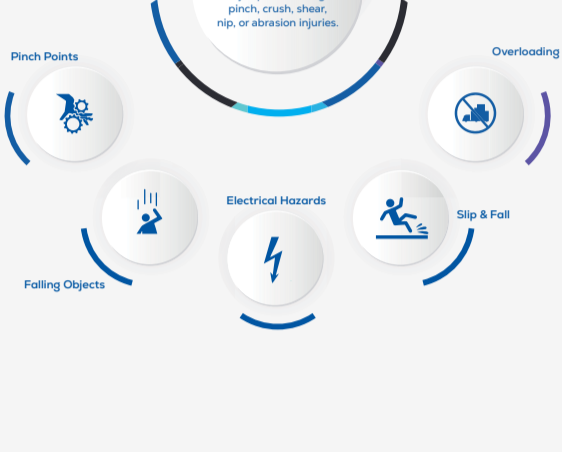 pinch, crush, shear,
nip, or abrasion injuries.
Pinch Points
Overloading
Electrical Hazards
Slip & Fall
Falling Objects